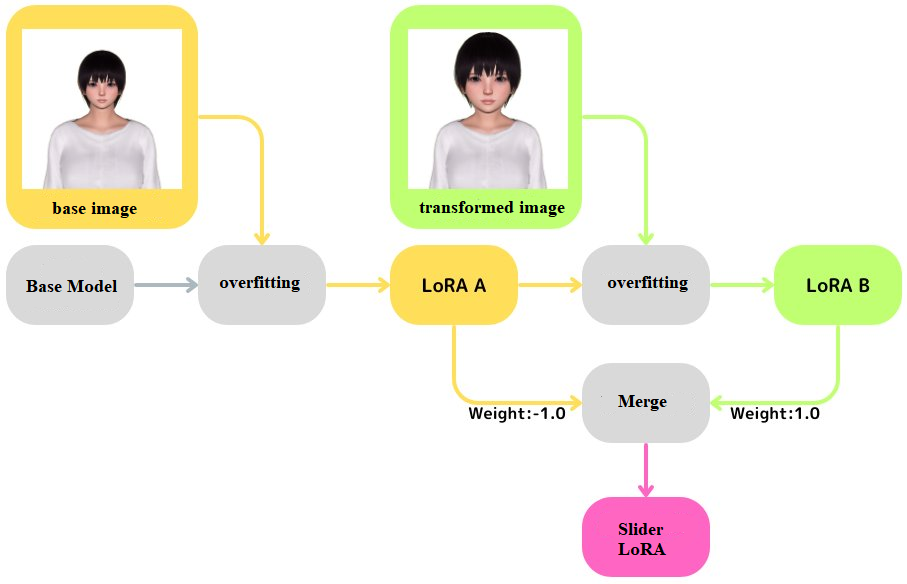 base image
transformed image
Base Model
overfitting
LoRA A
overfitting
LoRA B
Merge
Weight:-1.0
Weight:1.0
Slider
LoRA